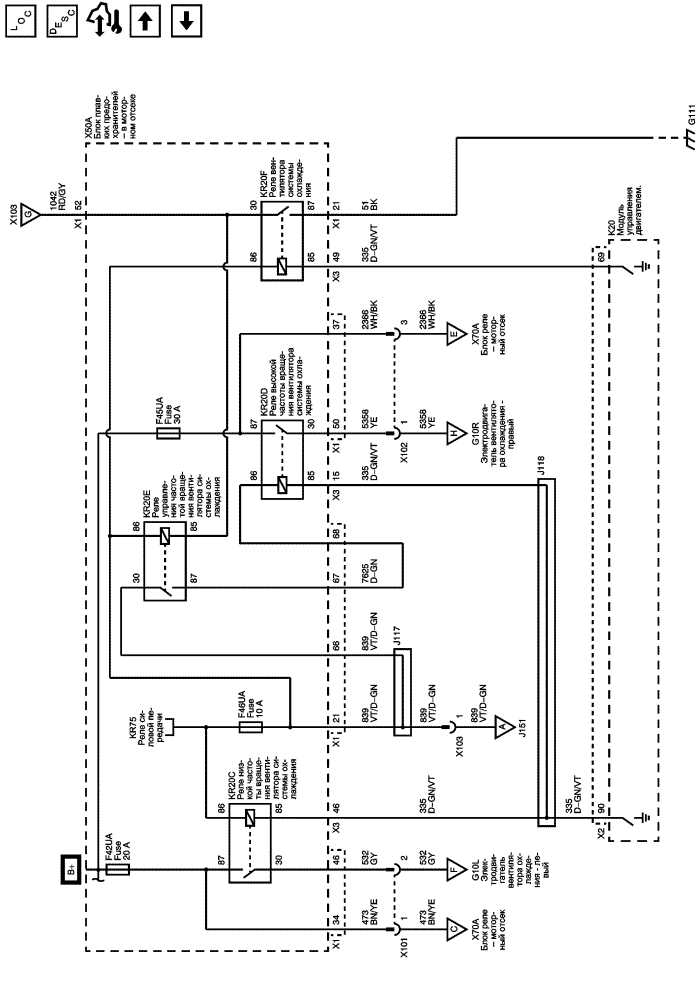 LOC
DESC
X50A
Блок плав-
ких предо-
хранителей
– в мотор-
ном отсеке
X103
G
1042
RD/GY
X1
52
KR20F
Реле вен-
тилятора
системы
охлажде-
ния
30
87
86
85
X1
21
51
BK
G111
X3
49
335
D-GN/VT
69
K20
Модуль
управления
двигателем.
37
2366
WH/BK
3
2366
WH/BK
E
X70A
Блок реле
– мотор-
ный отсек
F45UA
Fuse
30 A
KR20D
Реле высокой
частоты враще-
ния вентилятора
системы охла-
ждения
87
30
86
85
X1
50
5358
YE
X102
1
5358
YE
H
G10R
Электродвига-
тель вентилято-
ра охлаждения -
правый
X3
15
335
D-GN/VT
J118
KR20E
Реле
управле-
ния часто-
той враще-
ния венти-
лятора си-
стемы ох-
лаждения
86
85
30
87
68
67
7625
D-GN
66
839
VT/D-GN
J117
KR75
Реле си-
ловой пе-
редачи
F46UA
Fuse
10 A
X1
21
839
VT/D-GN
839
VT/D-GN
X103
1
839
VT/D-GN
A
J151
KR20C
Реле низ-
кой часто-
ты враще-
ния венти-
лятора си-
стемы ох-
лаждения
86
85
87
30
X3
46
335
D-GN/VT
335
D-GN/VT
X2
90
B+
F42UA
Fuse
20 A
46
532
GY
2
532
GY
F
G10L
Элек-
тродвиг-
гатель
вентиля-
тора ох-
лажде-
ния - ле-
вый
X1
34
473
BN/YE
X101
1
473
BN/YE
C
X70A
Блок реле
– мотор-
ный отсек